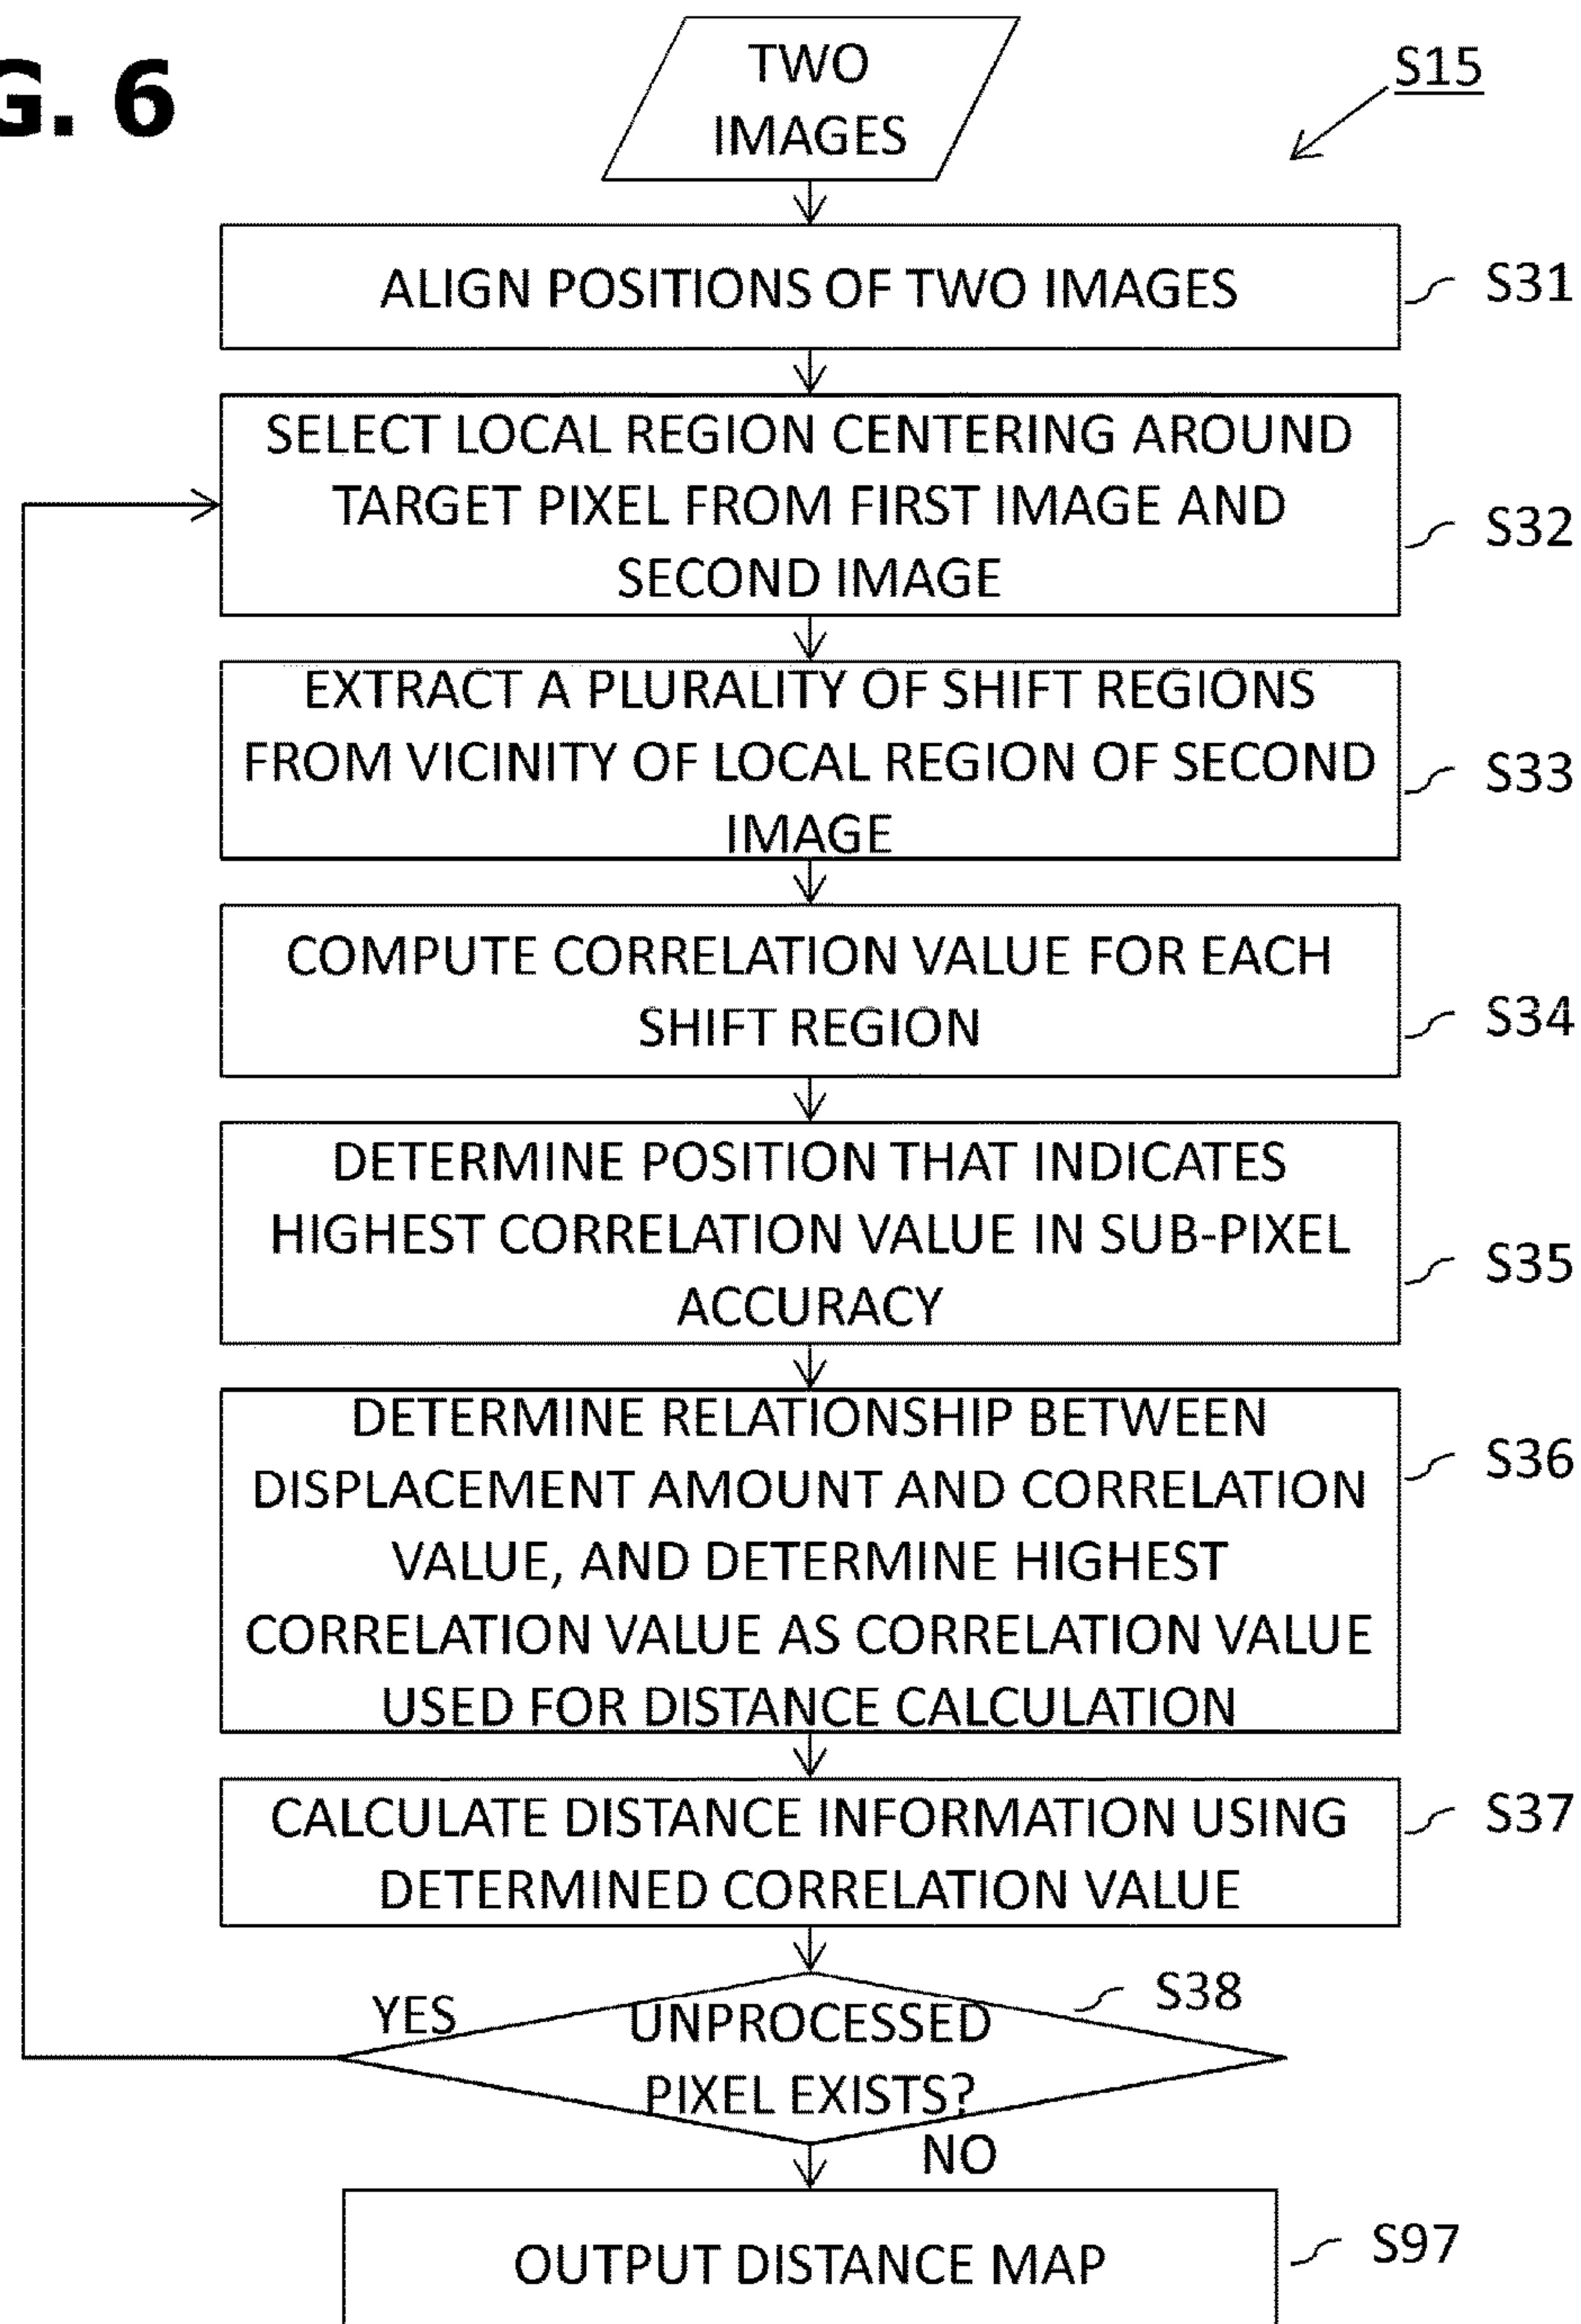 G. 6
TWO
IMAGES
S15
ALIGN POSITIONS OF TWO IMAGES
S31
SELECT LOCAL REGION CENTERING AROUND
TARGET PIXEL FROM FIRST IMAGE AND
SECOND IMAGE
S32
EXTRACT A PLURALITY OF SHIFT REGIONS
FROM VICINITY OF LOCAL REGION OF SECOND
IMAGE
S33
COMPUTE CORRELATION VALUE FOR EACH
SHIFT REGION
S34
DETERMINE POSITION THAT INDICATES
HIGHEST CORRELATION VALUE IN SUB-PIXEL
ACCURACY
S35
DETERMINE RELATIONSHIP BETWEEN
DISPLACEMENT AMOUNT AND CORRELATION
VALUE, AND DETERMINE HIGHEST
CORRELATION VALUE AS CORRELATION VALUE
USED FOR DISTANCE CALCULATION
S36
CALCULATE DISTANCE INFORMATION USING
DETERMINED CORRELATION VALUE
S37
YES
UNPROCESSED
PIXEL EXISTS?
S38
NO
OUTPUT DISTANCE MAP
S97